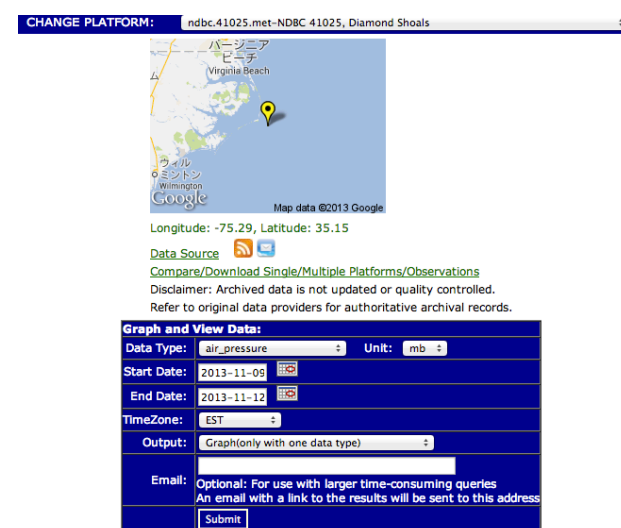 CHANGE PLATFORM: ndbc.41025.met-NDBC 41025, Diamond Shoals
バージニア
ビーチ
Virginia Beach
ウィル
ミントン
Wilmington
Google
Map data ©2013 Google
Longitude: -75.29, Latitude: 35.15
Data Source
Compare/Download Single/Multiple Platforms/Observations
Disclaimer: Archived data is not updated or quality controlled.
Refer to original data providers for authoritative archival records.
Graph and View Data:
Data Type: air_pressure Unit: mb
Start Date: 2013-11-09
End Date: 2013-11-12
TimeZone: EST
Output: Graph(only with one data type)
Email:
Optional: For use with larger time-consuming queries
An email with a link to the results will be sent to this address
Submit